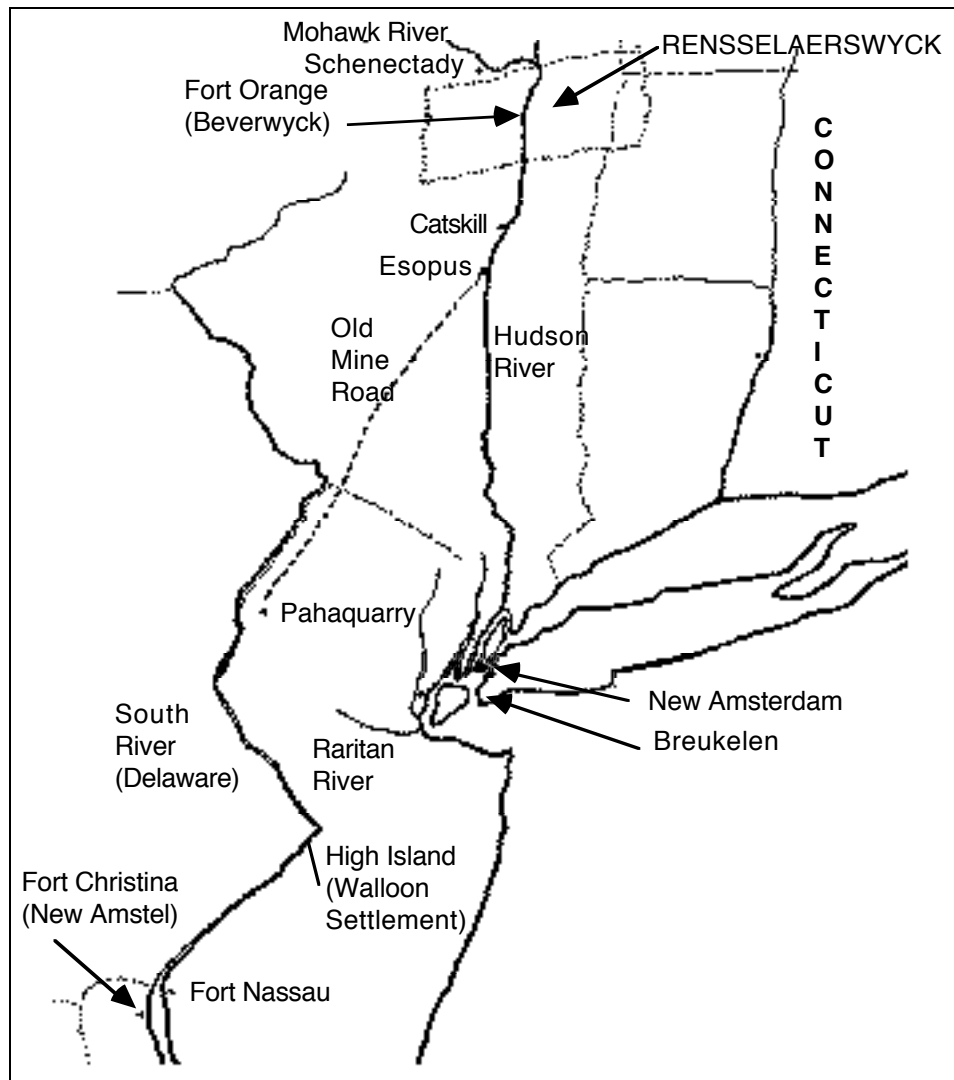 Mohawk River
Schenectady
RENSSELAERSWYCK
Fort Orange
(Beverwyck)
CONNECTICUT
Catskill
Esopus
Old
Mine
Road
Hudson
River
Pahaquarry
New Amsterdam
Breukelen
South
River
(Delaware)
Raritan
River
High Island
(Walloon
Settlement)
Fort Christina
(New Amstel)
Fort Nassau